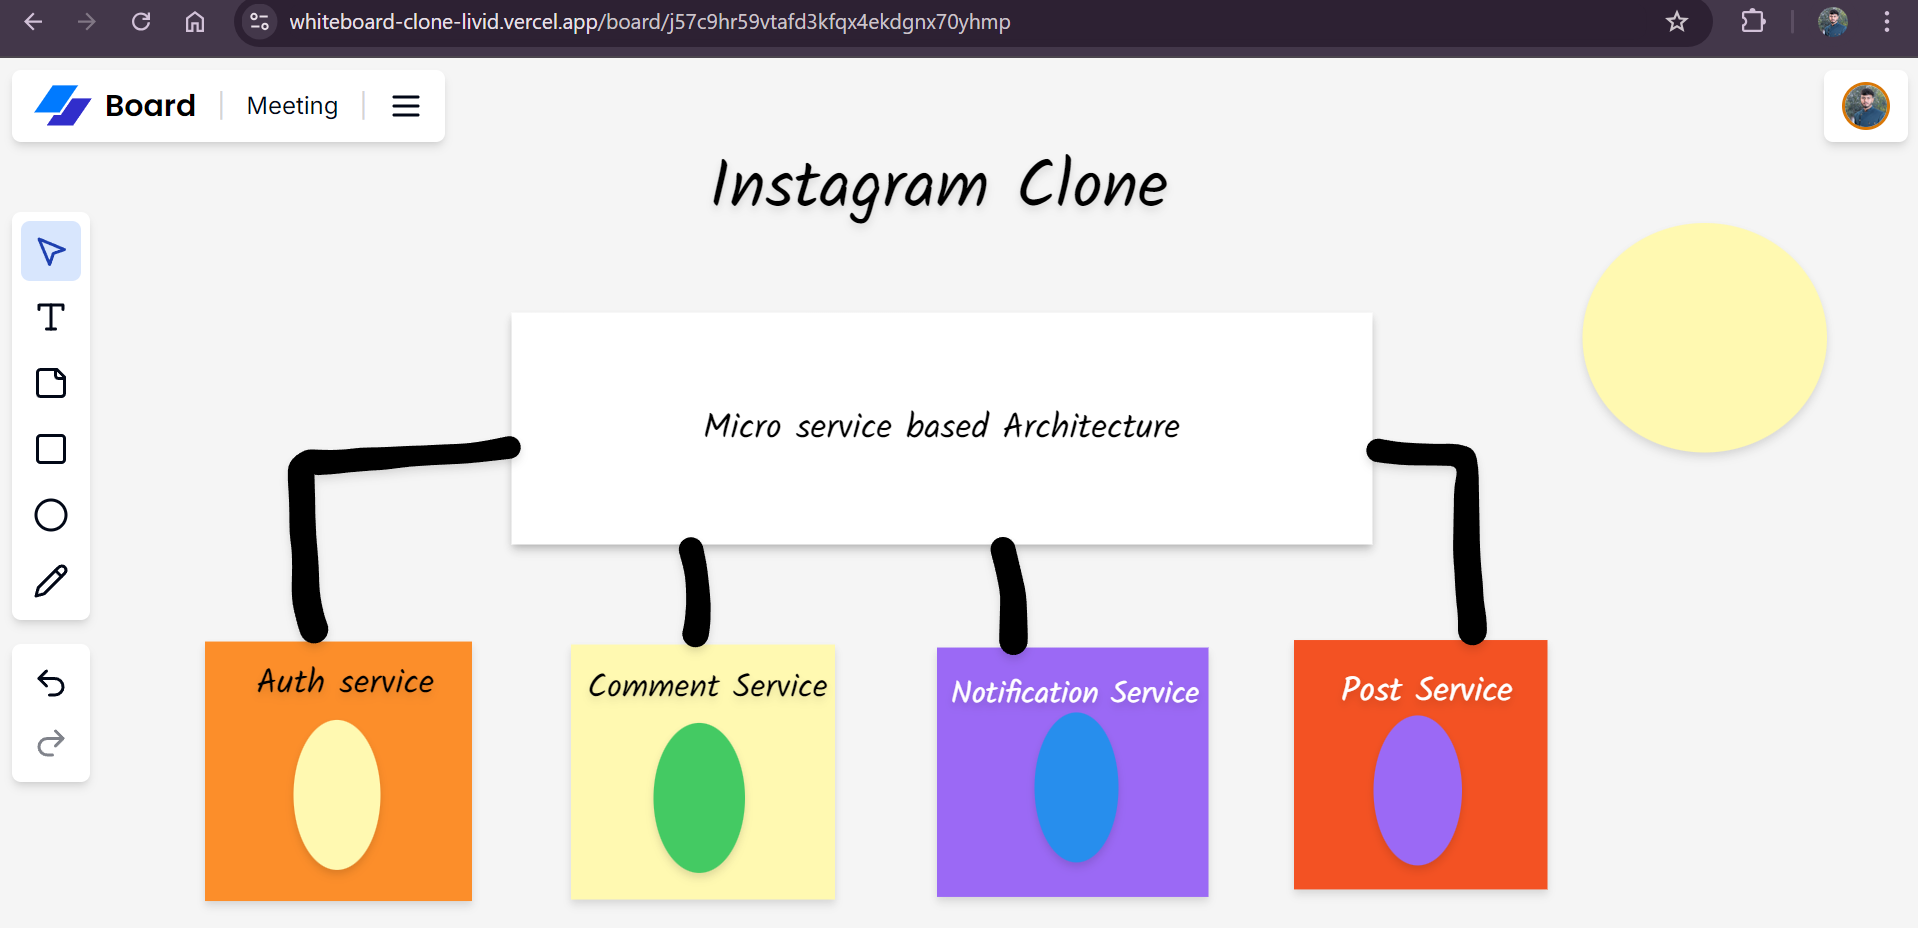 whiteboard-clone-livid.vercel.app/board/j57c9hr59vtafd3kfqx4ekdgnx70yhmp
Board
Meeting
Instagram Clone
Micro service based Architecture
Auth service
Comment Service
Notification Service
Post Service